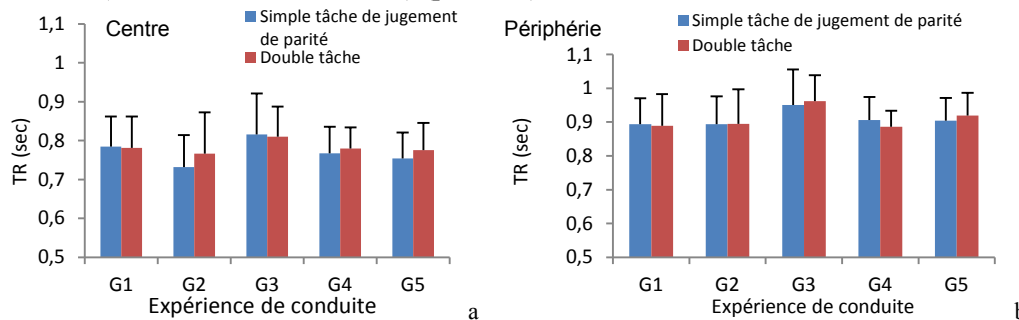 Centre
Simple tâche de jugement
de parité
Double tâche
TR (sec)
1,1
1
0,9
0,8
0,7
0,6
0,5
G1 G2 G3 G4 G5
Expérience de conduite
a
Périphérie
Simple tâche de jugement de parité
Double tâche
TR (sec)
1,1
1
0,9
0,8
0,7
0,6
0,5
G1 G2 G3 G4 G5
Expérience de conduite
b